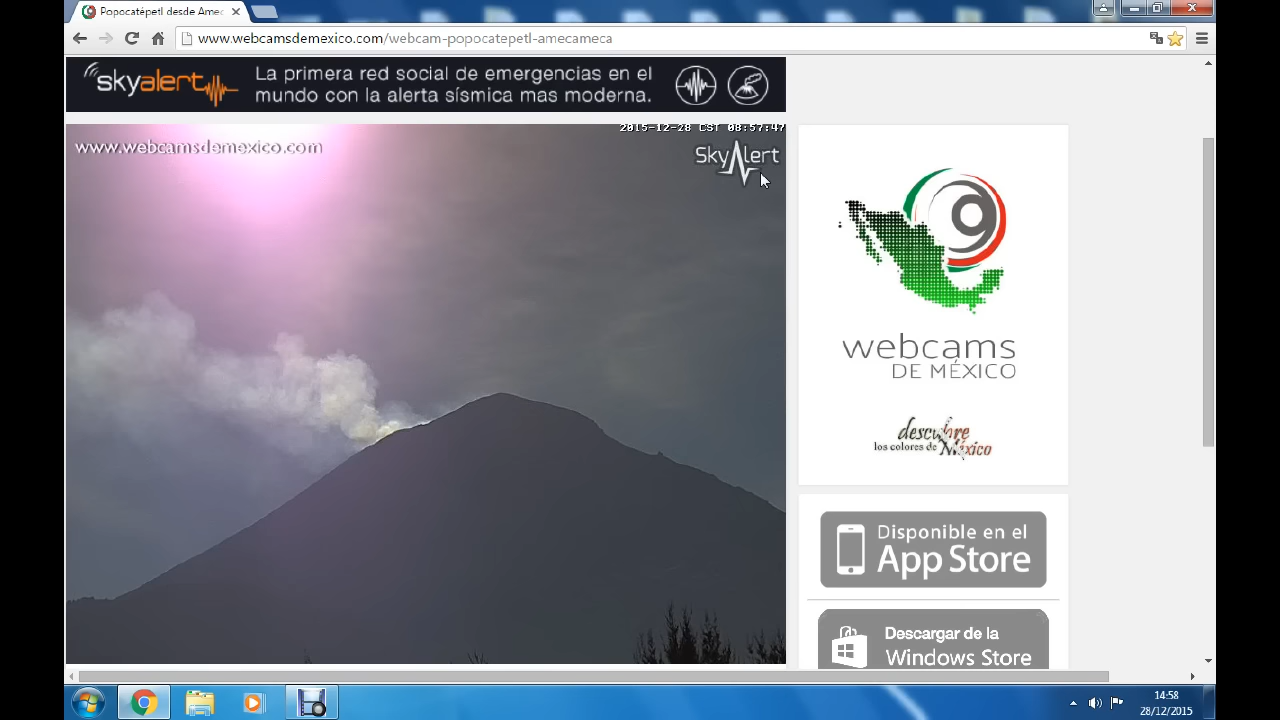 Popocatépetl desde Amec
www.webcamsdemexico.com/webcam-popocatepetl-amecameca
skyalert
La primera red social de emergencias en el
mundo con la alerta sísmica mas moderna.
2015-12-28 CST 08:57:47
www.webcamsdemexico.com
SkyAlert
webcams
DE MÉXICO
descubre
los colores de México
Disponible en el
App Store
Descargar de la
Windows Store
14:58
28/12/2015